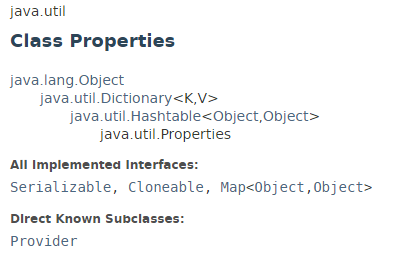 java.util
Class Properties
java.lang.Object
java.util.Dictionary<K,V>
java.util.Hashtable<Object,Object>
java.util.Properties
All Implemented Interfaces:
Serializable, Cloneable, Map<Object,Object>
Direct Known Subclasses:
Provider